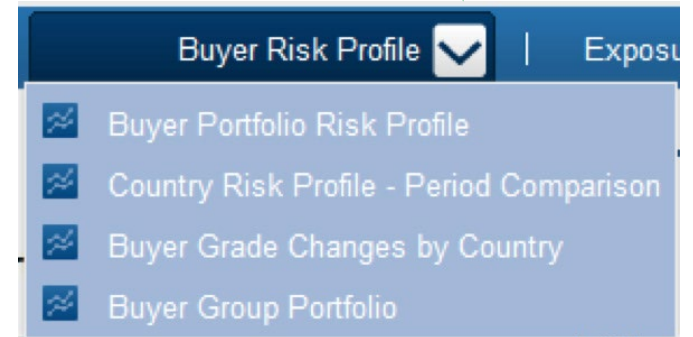 Buyer Risk Profile | Exposu
Buyer Portfolio Risk Profile
Country Risk Profile - Period Comparison
Buyer Grade Changes by Country
Buyer Group Portfolio